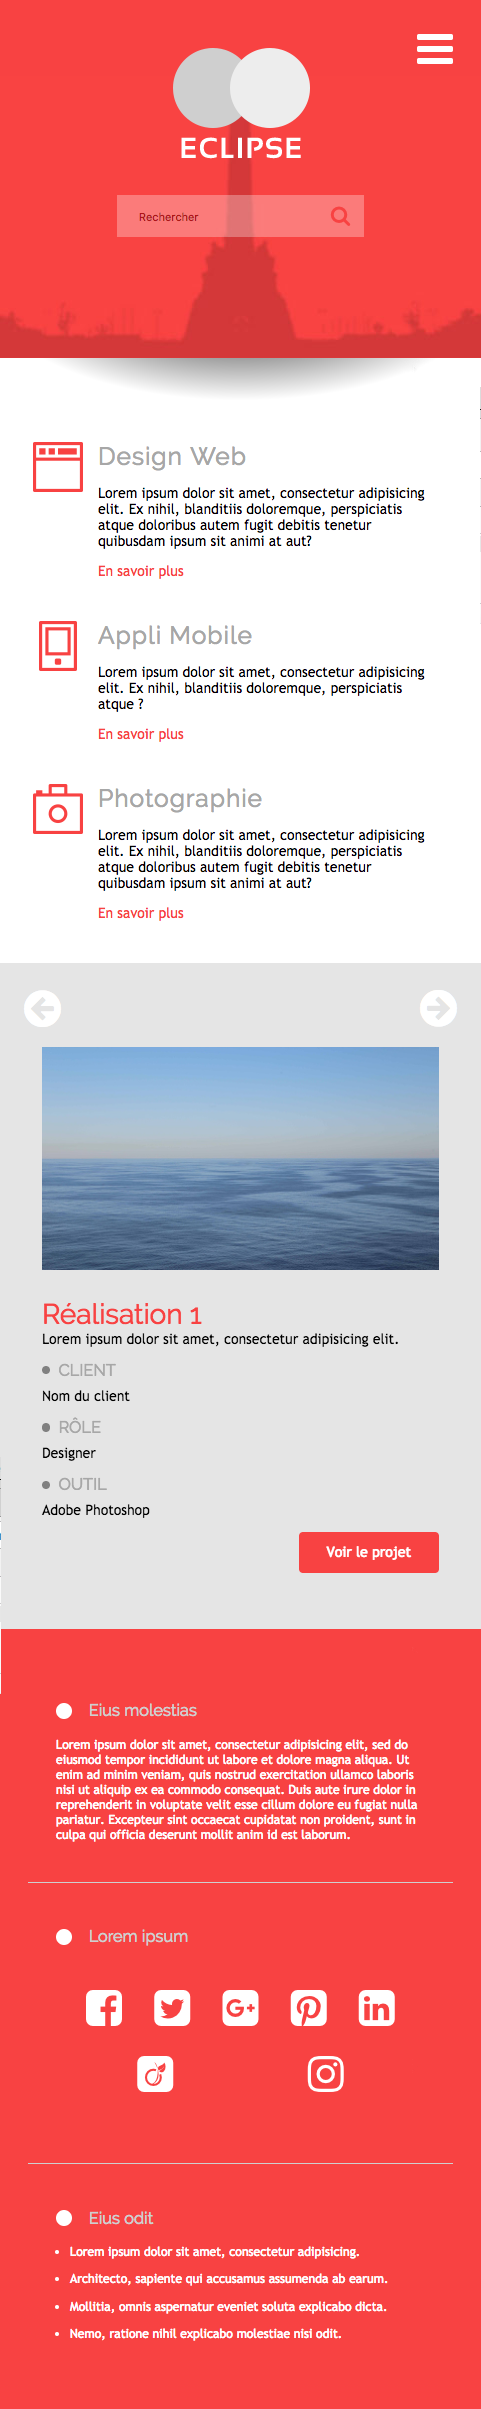 ECLIPSE
Rechercher
Design Web
Lorem ipsum dolor sit amet, consectetur adipisicing
elit. Ex nihil, blanditiis doloremque, perspiciatis
atque doloribus autem fugit debitis tenetur
quibusdam ipsum sit animi at aut?
En savoir plus
Appli Mobile
Lorem ipsum dolor sit amet, consectetur adipisicing
elit. Ex nihil, blanditiis doloremque, perspiciatis
atque ?
En savoir plus
Photographie
Lorem ipsum dolor sit amet, consectetur adipisicing
elit. Ex nihil, blanditiis doloremque, perspiciatis
atque doloribus autem fugit debitis tenetur
quibusdam ipsum sit animi at aut?
En savoir plus
Réalisation 1
Lorem ipsum dolor sit amet, consectetur adipisicing elit.
CLIENT
Nom du client
RÔLE
Designer
OUTIL
Adobe Photoshop
Voir le projet
Eius molestias
Lorem ipsum dolor sit amet, consectetur adipisicing elit, sed do
eiusmod tempor incididunt ut labore et dolore magna aliqua. Ut
enim ad minim veniam, quis nostrud exercitation ullamco laboris
nisi ut aliquip ex ea commodo consequat. Duis aute irure dolor in
reprehenderit in voluptate velit esse cillum dolore eu fugiat nulla
pariatur. Excepteur sint occaecat cupidatat non proident, sunt in
culpa qui officia deserunt mollit anim id est laborum.
Lorem ipsum
Eius odit
• Lorem ipsum dolor sit amet, consectetur adipisicing.
• Architecto, sapiente qui accusamus assumenda ab earum.
• Mollitia, omnis aspernatur eveniet soluta explicabo dicta.
• Nemo, ratione nihil explicabo molestiae nisi odit.